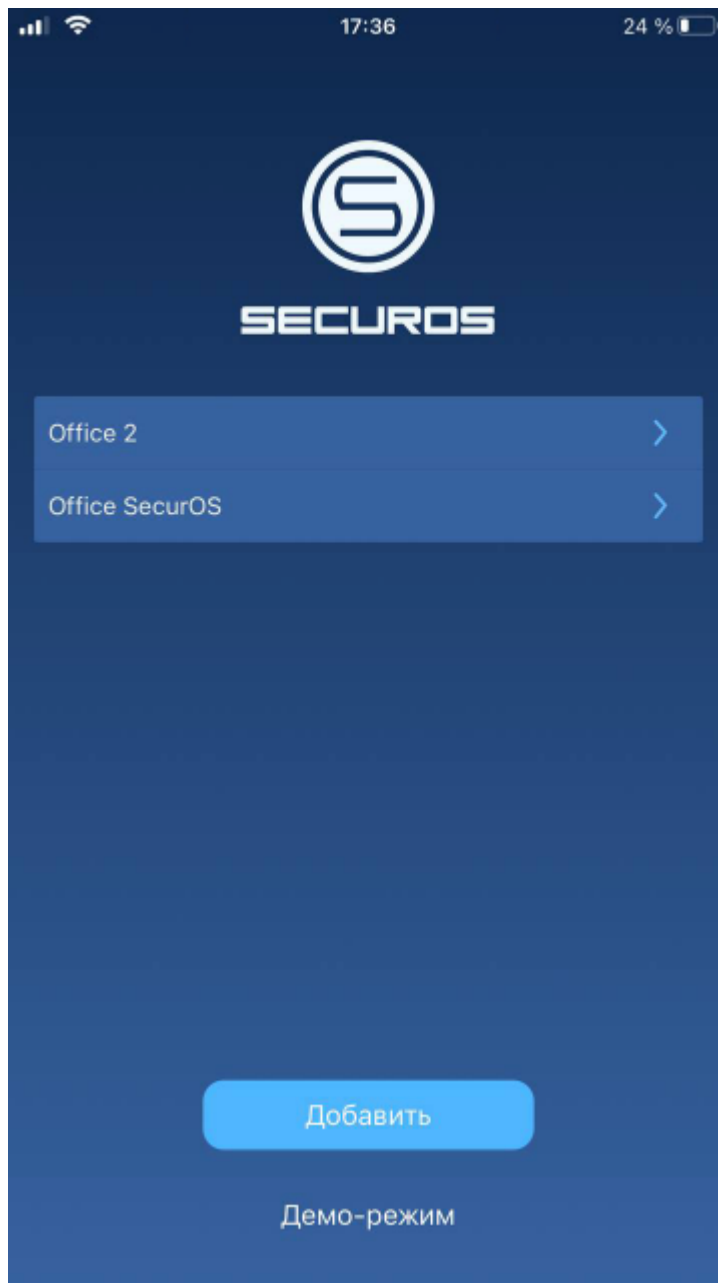 17:36
24 %
SECUROS
Office 2
Office SecurOS
Добавить
Демо-режим